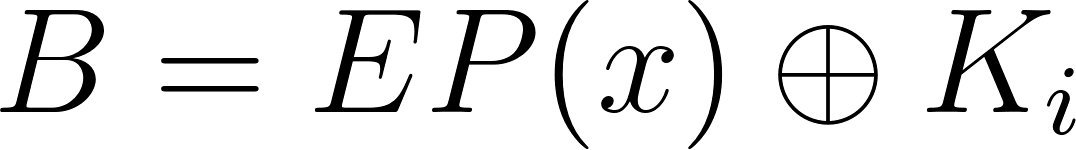 B = EP(x) ⊕ K_i